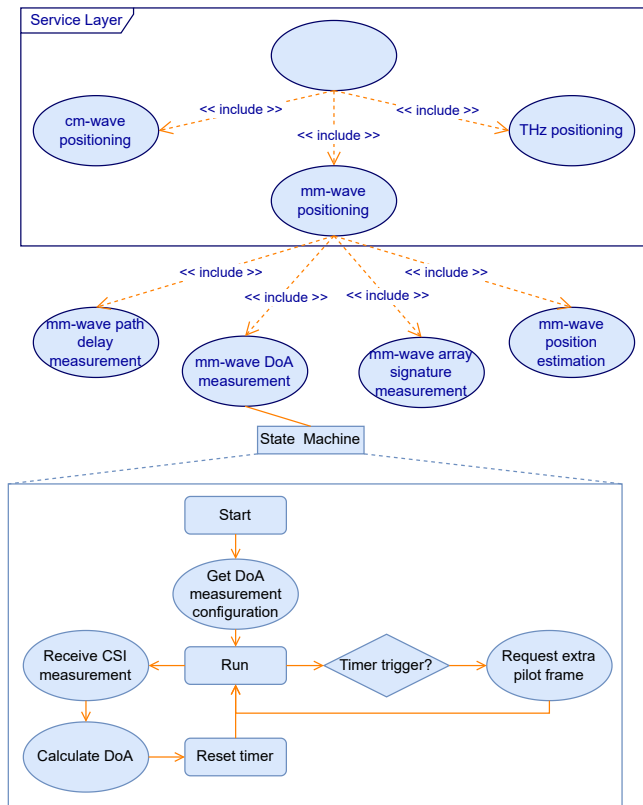 Service Layer
<< include >>
<< include >>
<< include >>
cm-wave
positioning
THz positioning
mm-wave
positioning
<< include >>
<< include >>
<< include >>
<< include >>
mm-wave path
delay
measurement
mm-wave DoA
measurement
mm-wave array
signature
measurement
mm-wave
position
estimation
State Machine
Start
Get DoA
measurement
configuration
Receive CSI
measurement
Run
Timer trigger?
Request extra
pilot frame
Calculate DoA
Reset timer